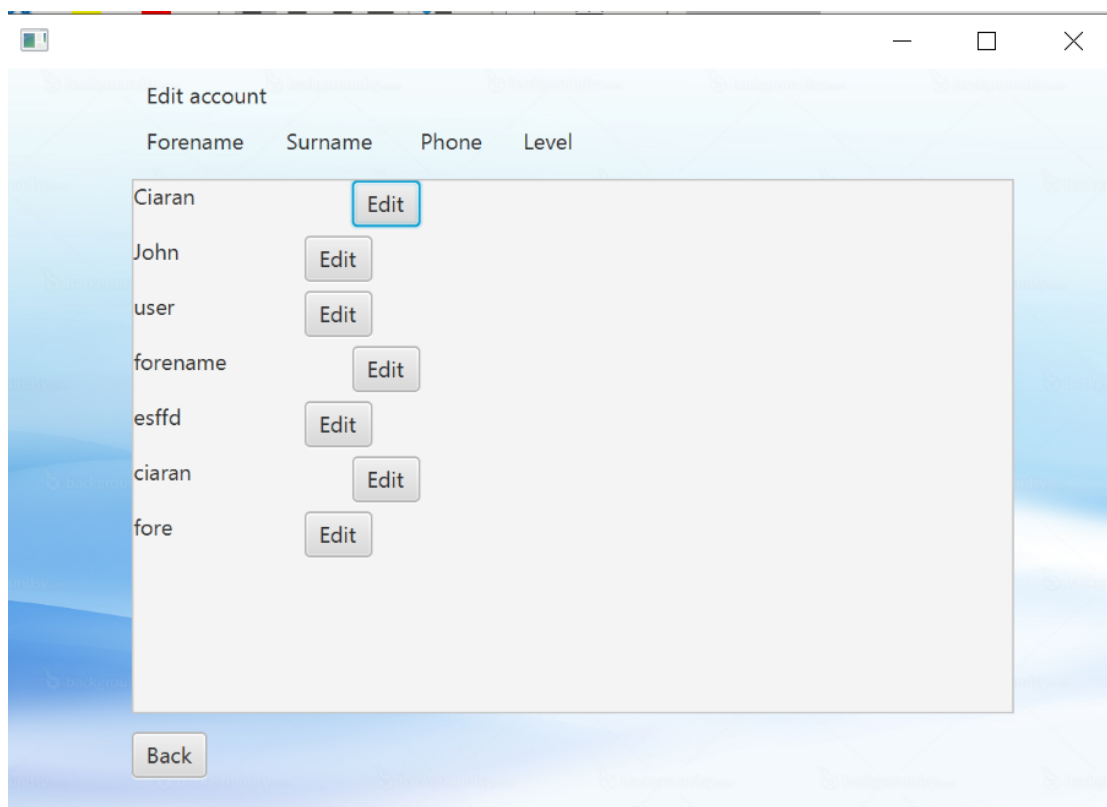 Edit account
Forename Surname Phone Level
Ciaran Edit
John Edit
user Edit
forename Edit
esffd Edit
ciaran Edit
fore Edit
Back